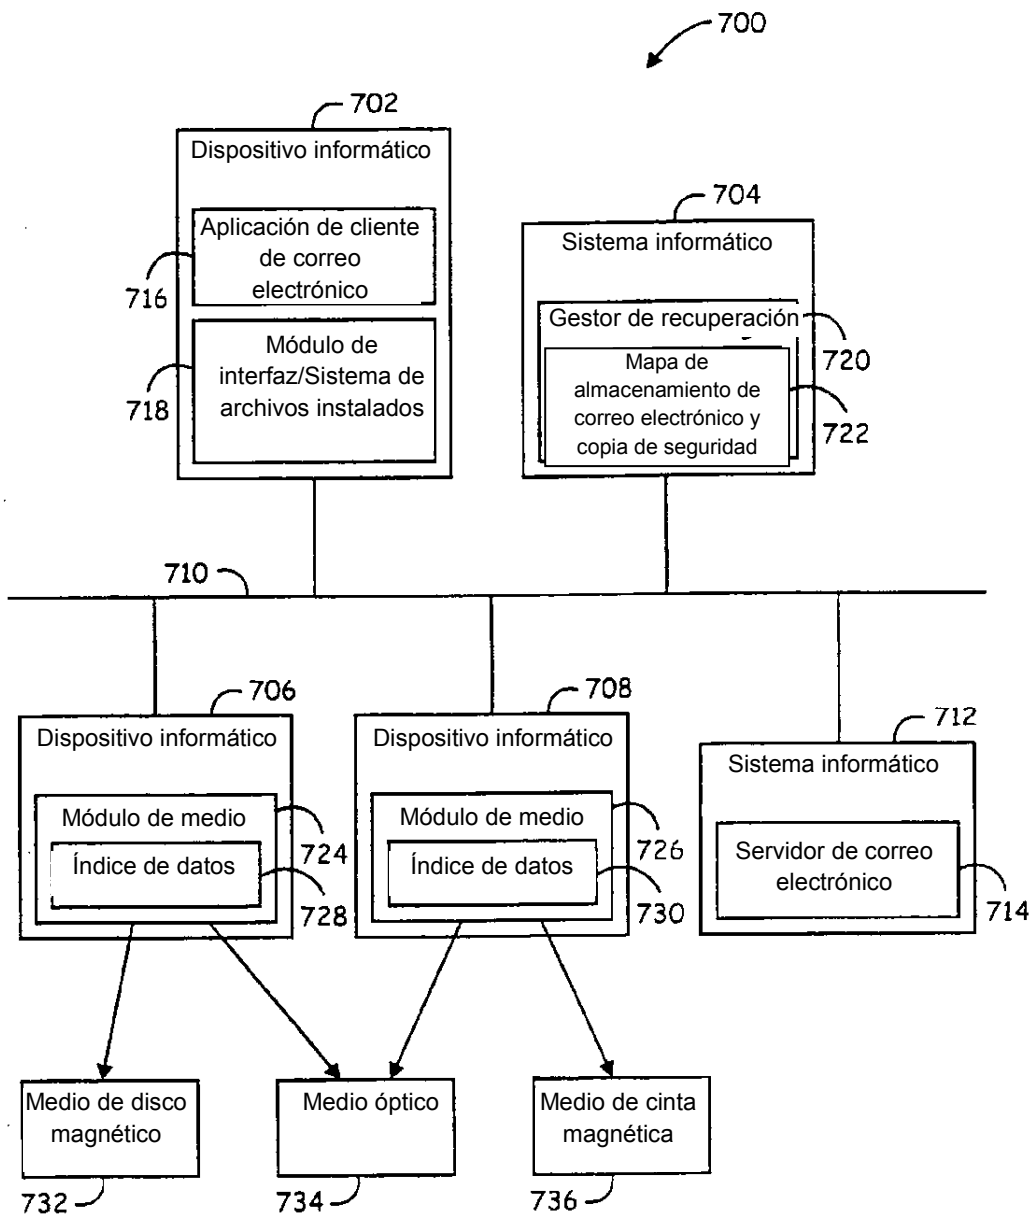 700
702
Dispositivo informático
Aplicación de cliente
de correo
electrónico
716
Módulo de
interfaz/Sistema de
archivos instalados
718
704
Sistema informático
Gestor de recuperación
720
Mapa de
almacenamiento de
correo electrónico y
copia de seguridad
722
710
706
Dispositivo informático
Módulo de medio
724
Índice de datos
728
708
Dispositivo informático
Módulo de medio
726
Índice de datos
730
712
Sistema informático
Servidor de correo
electrónico
714
Medio de disco
magnético
732
Medio óptico
734
Medio de cinta
magnética
736